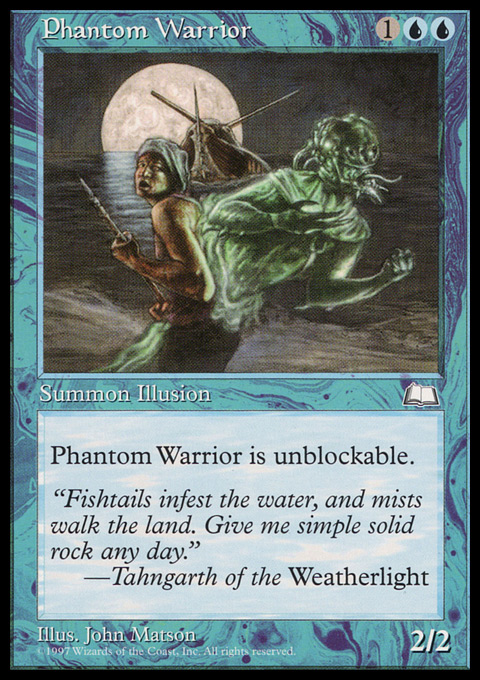 Phantom Warrior
1
Summon Illusion
Phantom Warrior is unblockable.
“Fishtails infest the water, and mists
walk the land. Give me simple solid
rock any day.”
—Tahngarth of the Weatherlight
Illus. John Matson
©1997 Wizards of the Coast, Inc. All rights reserved.
2/2